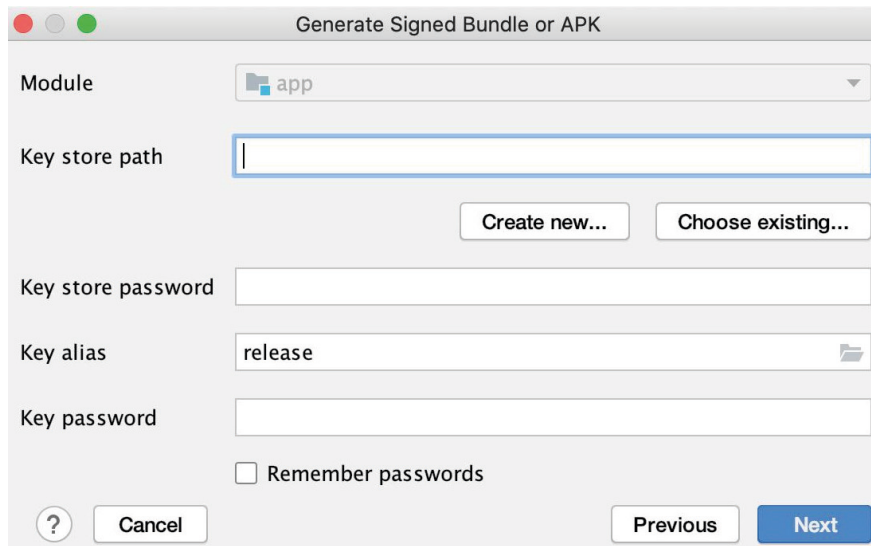 Generate Signed Bundle or APK
Module app
Key store path
Create new... Choose existing...
Key store password
Key alias release
Key password
Remember passwords
? Cancel Previous Next